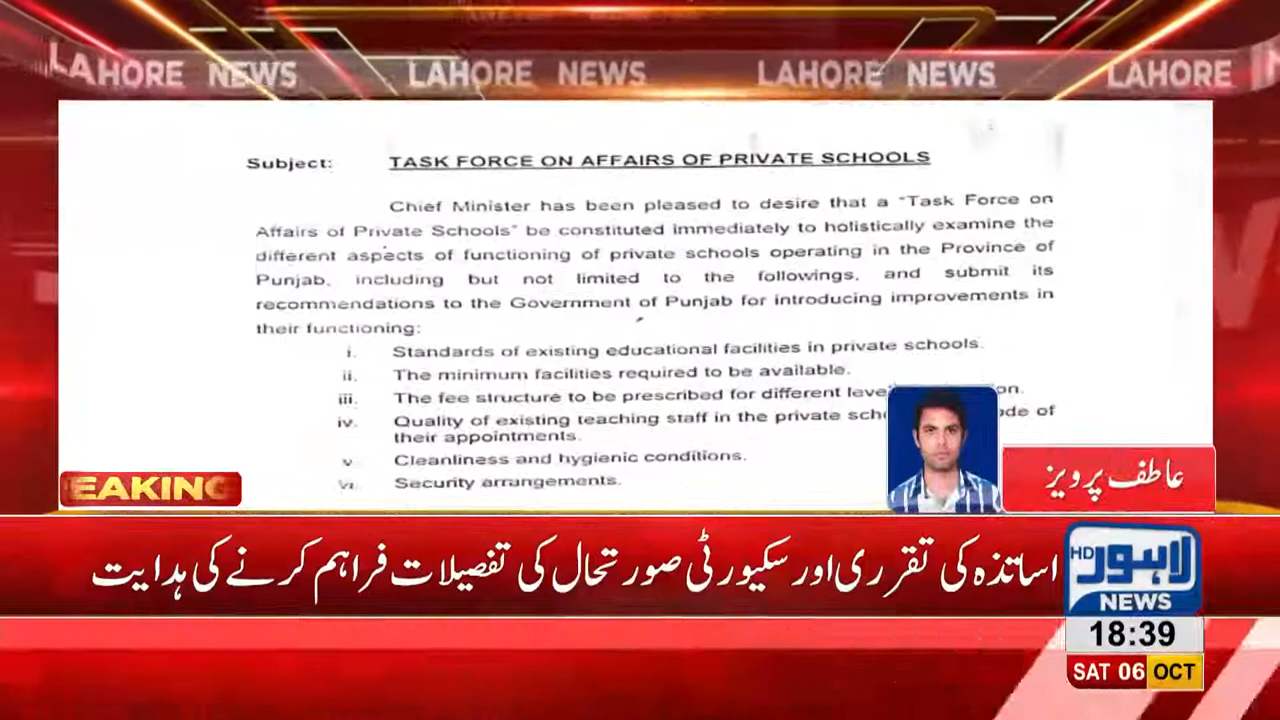 LAHORE NEWS LAHORE NEWS LAHORE NEWS LAHORE
Subject: TASK FORCE ON AFFAIRS OF PRIVATE SCHOOLS
Chief Minister has been pleased to desire that a "Task Force on
Affairs of Private Schools" be constituted immediately to holistically examine the
different aspects of functioning of private schools operating in the Province of
Punjab, including but not limited to the followings, and submit its
recommendations to the Government of Punjab for introducing improvements in
their functioning:
i. Standards of existing educational facilities in private schools.
ii. The minimum facilities required to be available.
iii. The fee structure to be prescribed for different
iv. Quality of existing teaching staff in the private of
their appointments.
v. Cleanliness and hygienic conditions.
vi. Security arrangements.
عاطف پرویز
EAKING
اساتذہ کی تقرری اور سکیورٹی صورتحال کی تفصیلات فراہم کرنے کی ہدایت
HD لاہور
NEWS
18:39
SAT 06 OCT